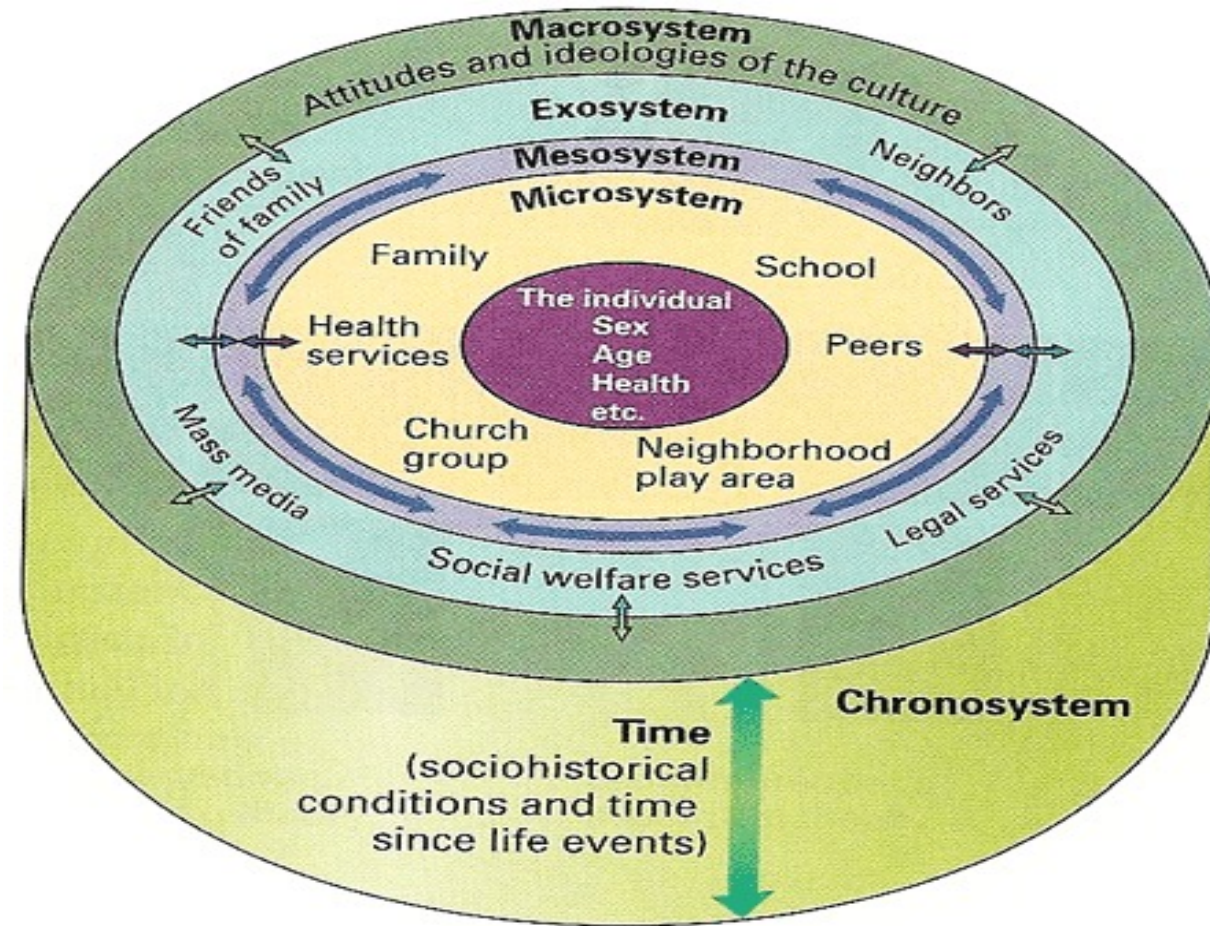 Macrosystem
Attitudes and ideologies of the culture
Exosystem
Mesosystem
Microsystem
Friends
of family
Neighbors
Family
School
The individual
Sex
Age
Health
etc.
Health
services
Peers
Church
group
Neighborhood
play area
Mass media
Social welfare services
Legal services
Chronosystem
Time
(sociohistorical
conditions and time
since life events)